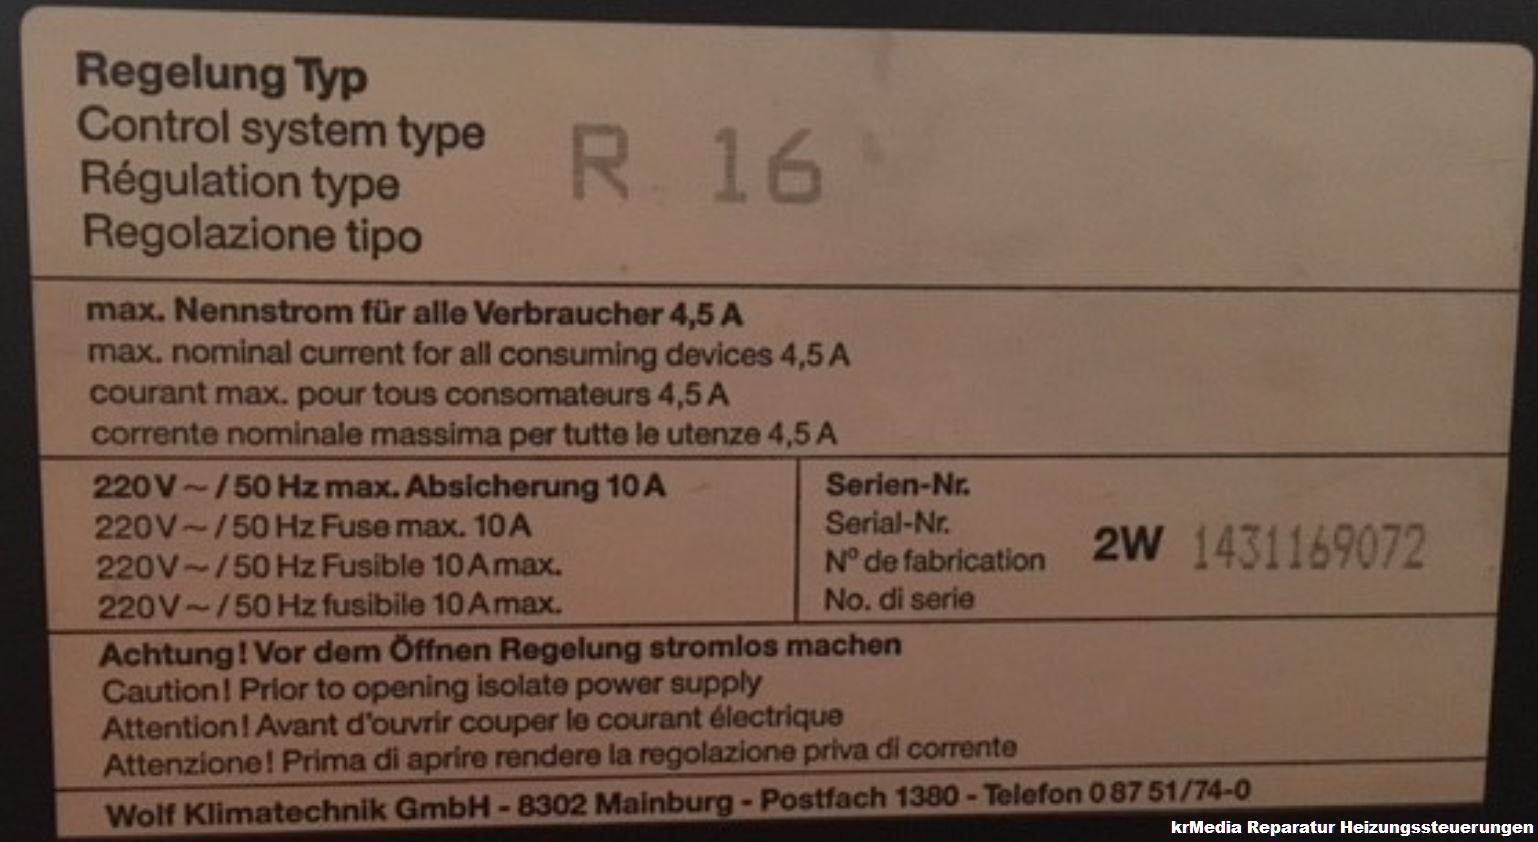 Regelung Typ
Control system type
Régulation type
Regolazione tipo
R 16
max. Nennstrom für alle Verbraucher 4,5 A
max. nominal current for all consuming devices 4,5 A
courant max. pour tous consomateurs 4,5 A
corrente nominale massima per tutte le utenze 4,5 A
220 V ~ / 50 Hz max. Absicherung 10 A
220 V ~ / 50 Hz Fuse max. 10 A
220 V ~ / 50 Hz Fusible 10 A max.
220 V ~ / 50 Hz fusibile 10 A max.
Serien-Nr.
Serial-Nr.
Nº de fabrication
No. di serie
2W 1431169072
Achtung! Vor dem Öffnen Regelung stromlos machen
Caution! Prior to opening isolate power supply
Attention! Avant d'ouvrir couper le courant électrique
Attenzione! Prima di aprire rendere la regolazione priva di corrente
Wolf Klimatechnik GmbH - 8302 Mainburg - Postfach 1380 - Telefon 0 87 51/74-0
krMedia Reparatur Heizungssteuerungen